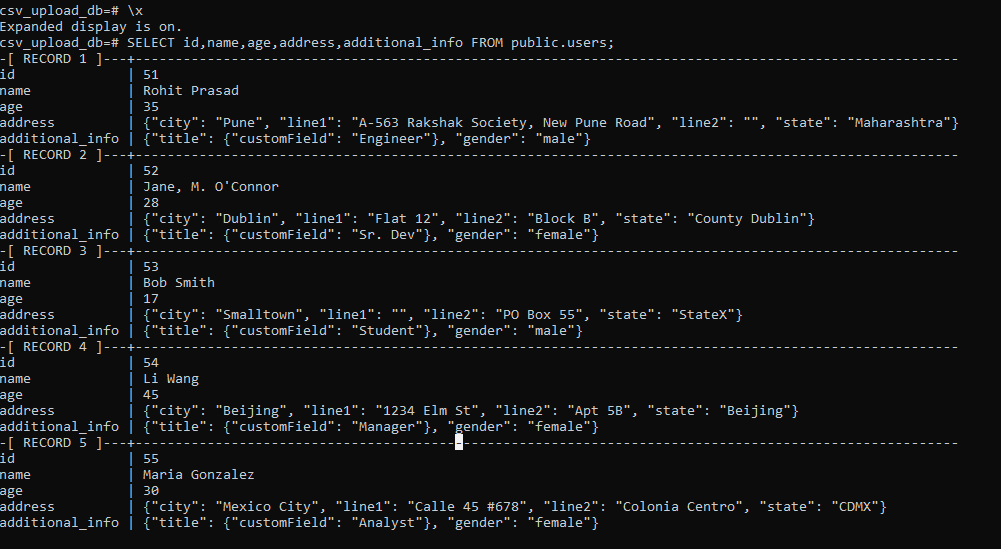 csv_upload_db=# \x
Expanded display is on.
csv_upload_db=# SELECT id,name,age,address,additional_info FROM public.users;
-[ RECORD 1 ]---+-------------------------------------------------------------------------------------------------------
id              | 51
name            | Rohit Prasad
age             | 35
address         | {"city": "Pune", "line1": "A-563 Rakshak Society, New Pune Road", "line2": "", "state": "Maharashtra"}
additional_info | {"title": {"customField": "Engineer"}, "gender": "male"}
-[ RECORD 2 ]---+-------------------------------------------------------------------------------------------------------
id              | 52
name            | Jane, M. O'Connor
age             | 28
address         | {"city": "Dublin", "line1": "Flat 12", "line2": "Block B", "state": "County Dublin"}
additional_info | {"title": {"customField": "Sr. Dev"}, "gender": "female"}
-[ RECORD 3 ]---+-------------------------------------------------------------------------------------------------------
id              | 53
name            | Bob Smith
age             | 17
address         | {"city": "Smalltown", "line1": "", "line2": "PO Box 55", "state": "StateX"}
additional_info | {"title": {"customField": "Student"}, "gender": "male"}
-[ RECORD 4 ]---+-------------------------------------------------------------------------------------------------------
id              | 54
name            | Li Wang
age             | 45
address         | {"city": "Beijing", "line1": "1234 Elm St", "line2": "Apt 5B", "state": "Beijing"}
additional_info | {"title": {"customField": "Manager"}, "gender": "female"}
-[ RECORD 5 ]---+-------------------------------------------------------------------------------------------------------
id              | 55
name            | Maria Gonzalez
age             | 30
address         | {"city": "Mexico City", "line1": "Calle 45 #678", "line2": "Colonia Centro", "state": "CDMX"}
additional_info | {"title": {"customField": "Analyst"}, "gender": "female"}